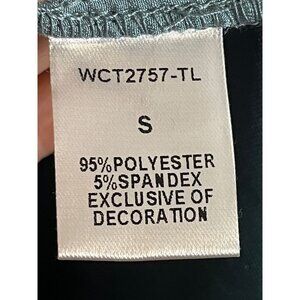 WCT2757-TL
S
95%POLYESTER
5%SPANDEX
EXCLUSIVE OF
DECORATION